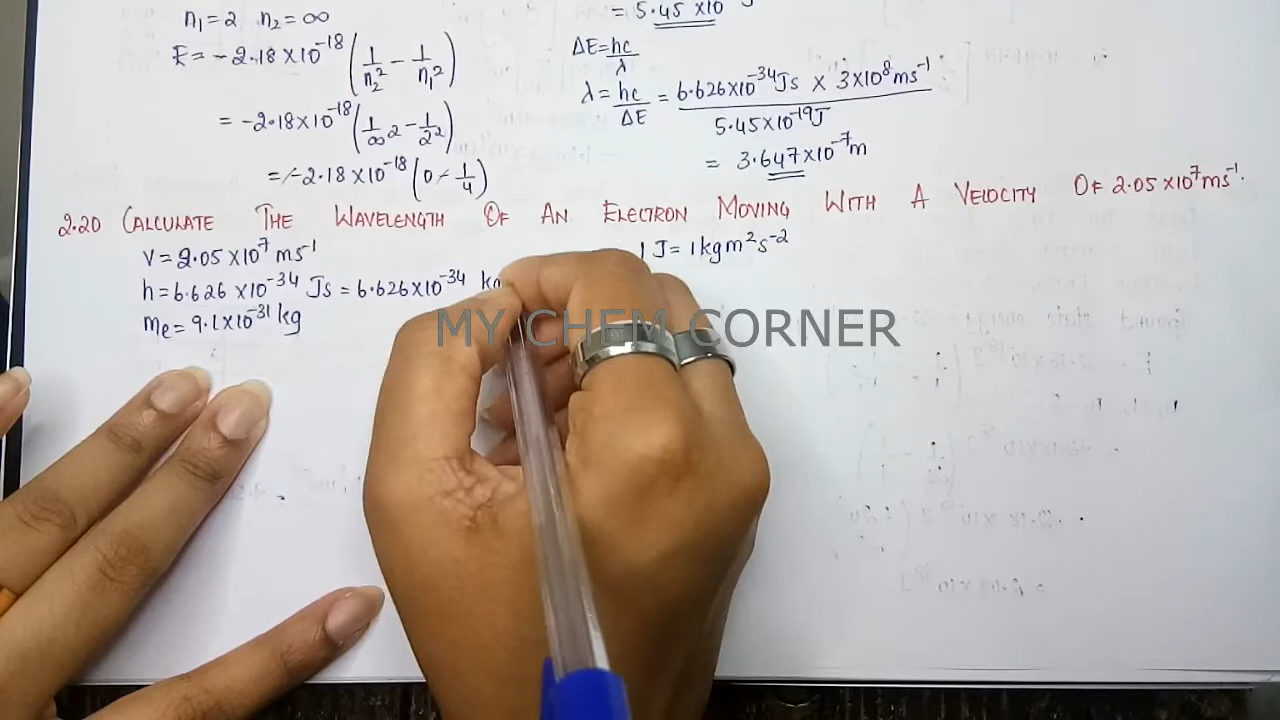 n₁=2 n₂=∞
E=-2.18×10⁻¹⁸(1/n₂² - 1/n₁²)
=-2.18×10⁻¹⁸(1/∞² - 1/2²)
=-2.18×10⁻¹⁸(0-1/4)
= 5.45×10
ΔE=hc/λ
λ=hc/ΔE = 6.626×10⁻³⁴Js × 3×10⁸ms⁻¹/5.45×10⁻¹⁹J
= 3.647×10⁻⁷m
2.20 CALCULATE THE WAVELENGTH OF AN ELECTRON MOVING WITH A VELOCITY OF 2.05×10⁷ms⁻¹.
V=2.05×10⁷ms⁻¹
1J=1kgm²s⁻²
h=6.626×10⁻³⁴ Js=6.626×10⁻³⁴ kg
me=9.1×10⁻³¹kg
MY CHEM CORNER